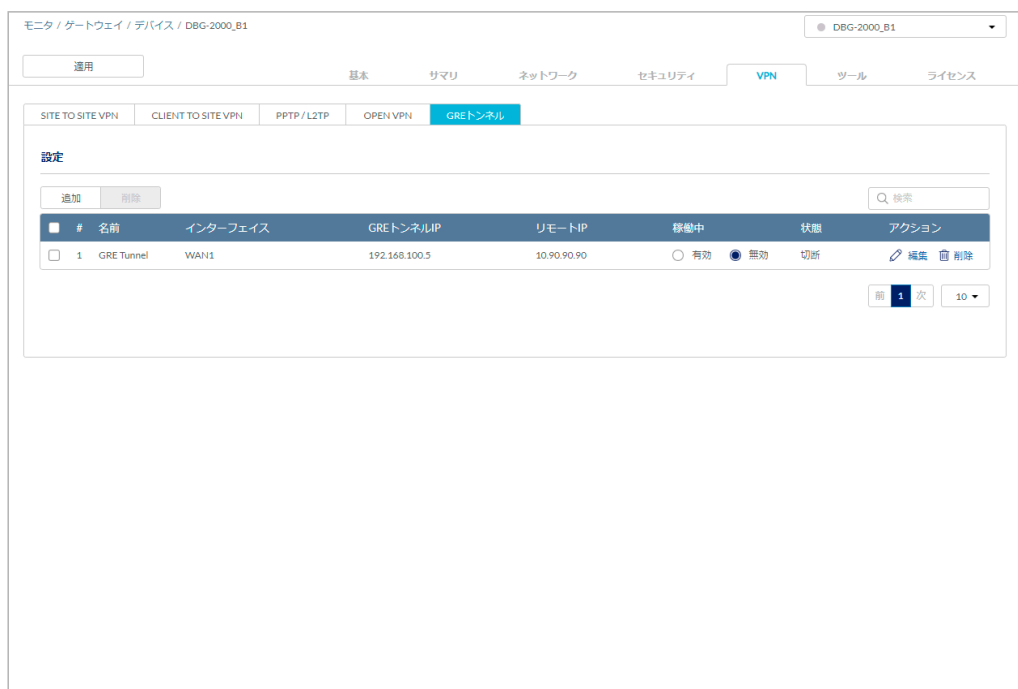 モニタ / ゲートウェイ / デバイス / DBG-2000_B1
DBG-2000_B1
適用
基本 サマリ ネットワーク セキュリティ VPN ツール ライセンス
SITE TO SITE VPN CLIENT TO SITE VPN PPTP / L2TP OPEN VPN GREトンネル
設定
追加 削除 検索
# 名前 インターフェイス GREトンネルIP リモートIP 稼働中 状態 アクション
1 GRE Tunnel WAN1 192.168.100.5 10.90.90.90 有効 無効 切断 編集 削除
前 1 次 10